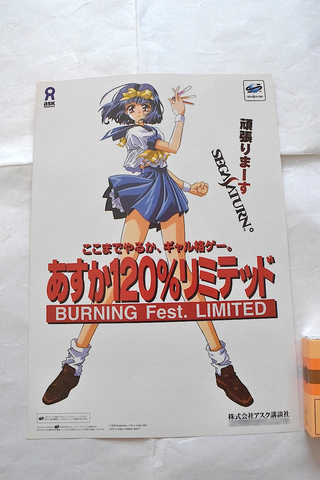 ask
頑張りまーす
SEGA SATURN。
ここまでやるか、ギャル格ゲー。
あすか120%リミテッド
BURNING Fest. LIMITED
株式会社アスク講談社